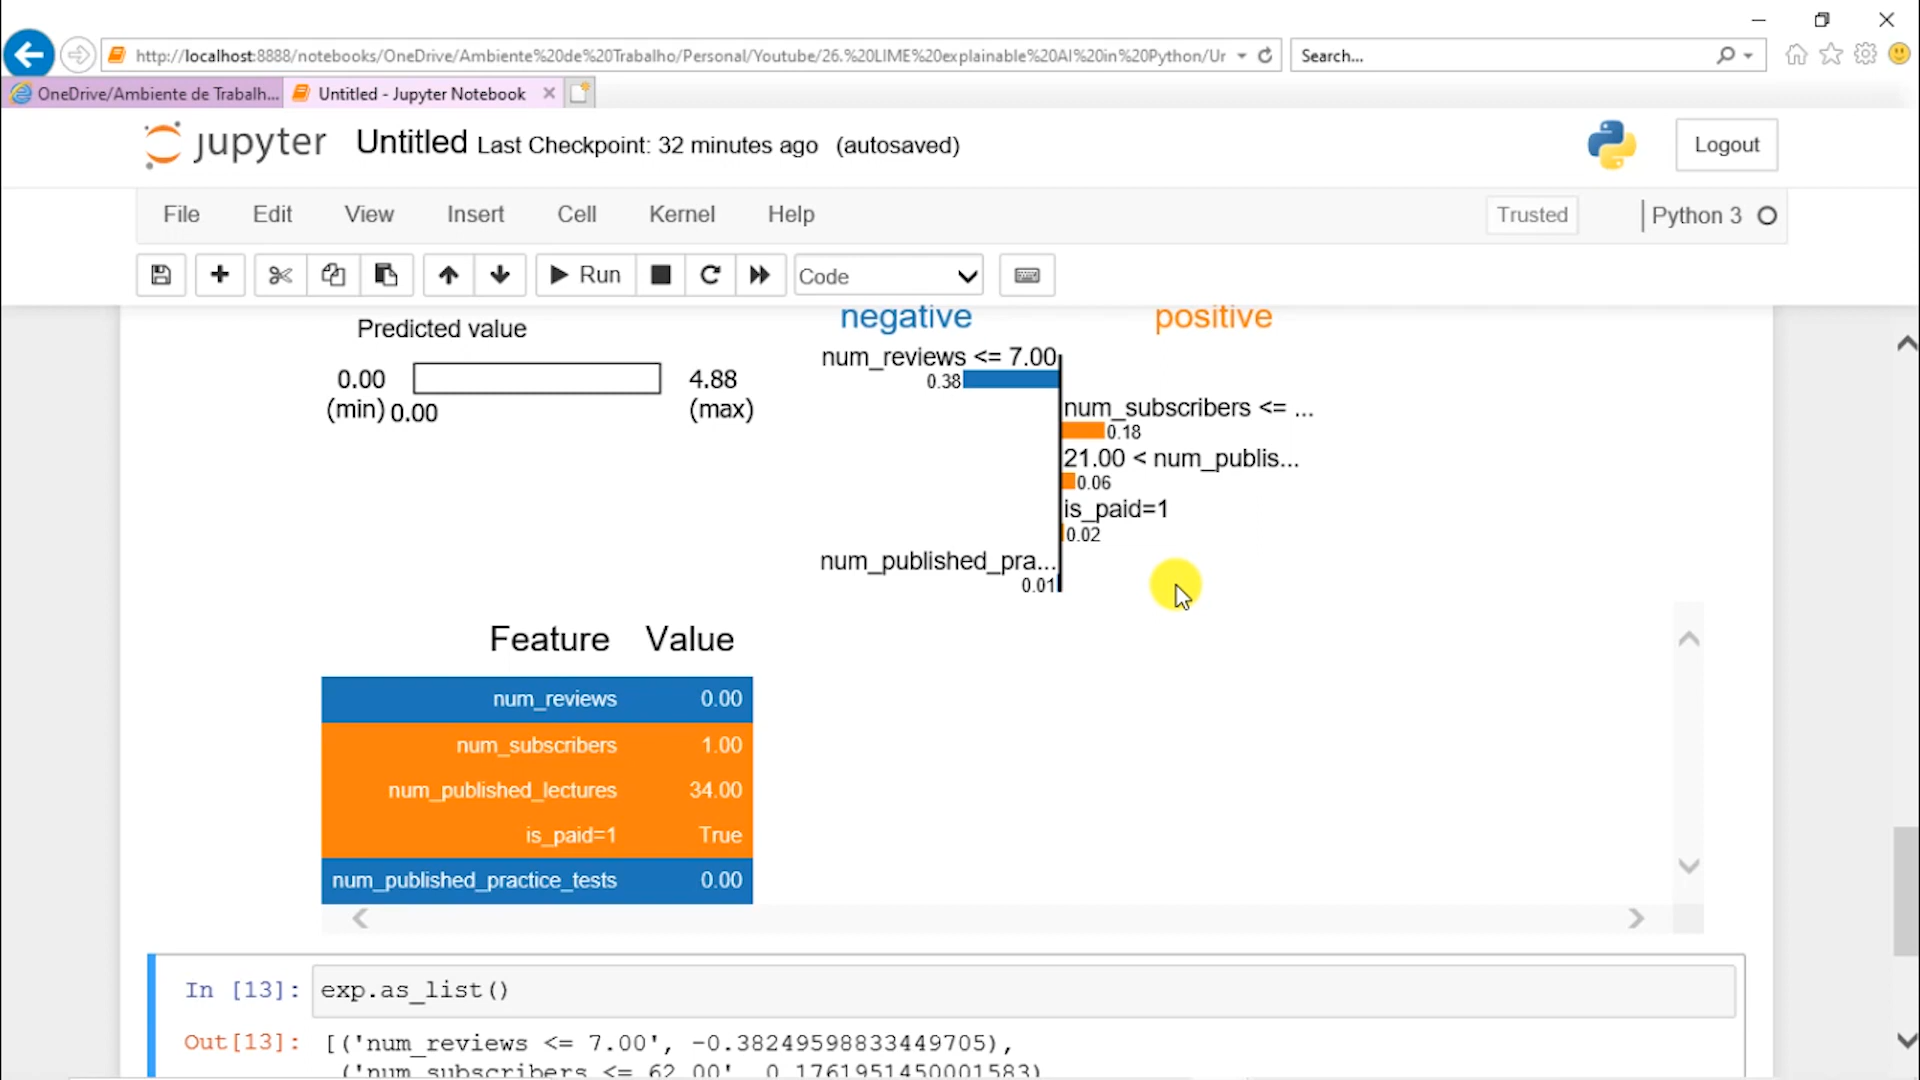 http://localhost:8888/notebooks/OneDrive/Ambiente%20de%20Trabalho/Personal/Youtube/26.%20LIME%20explainable%20AI%20in%20Python/Ur
Search...
OneDrive/Ambiente de Trabalh...
Untitled - Jupyter Notebook
jupyter Untitled Last Checkpoint: 32 minutes ago (autosaved)
Logout
File Edit View Insert Cell Kernel Help
Trusted
Python 3
Run
Code
Predicted value
0.00
(min)
0.00
4.88
(max)
negative
positive
num_reviews <= 7.00
0.38
num_subscribers <= ...
0.18
21.00 < num_publis...
0.06
is_paid=1
0.02
num_published_pra...
0.01
Feature Value
num_reviews 0.00
num_subscribers 1.00
num_published_lectures 34.00
is_paid=1 True
num_published_practice_tests 0.00
In [13]: exp.as_list()
Out[13]: [('num_reviews <= 7.00', -0.38249598833449705),
('num_subscribers <= 62.00', 0.1761951450001583)